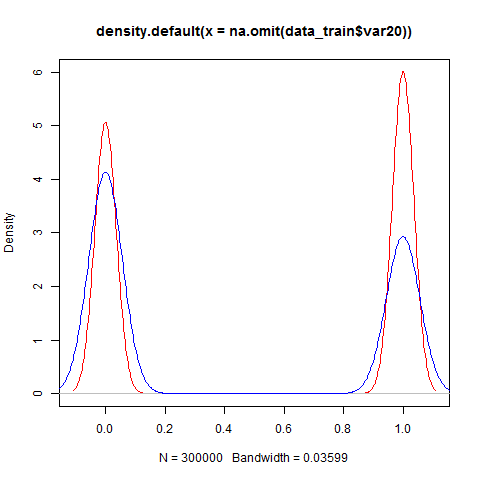 density.default(x = na.omit(data_train$var20))
Density
6
5
4
3
2
1
0
0.0 0.2 0.4 0.6 0.8 1.0
N = 300000 Bandwidth = 0.03599